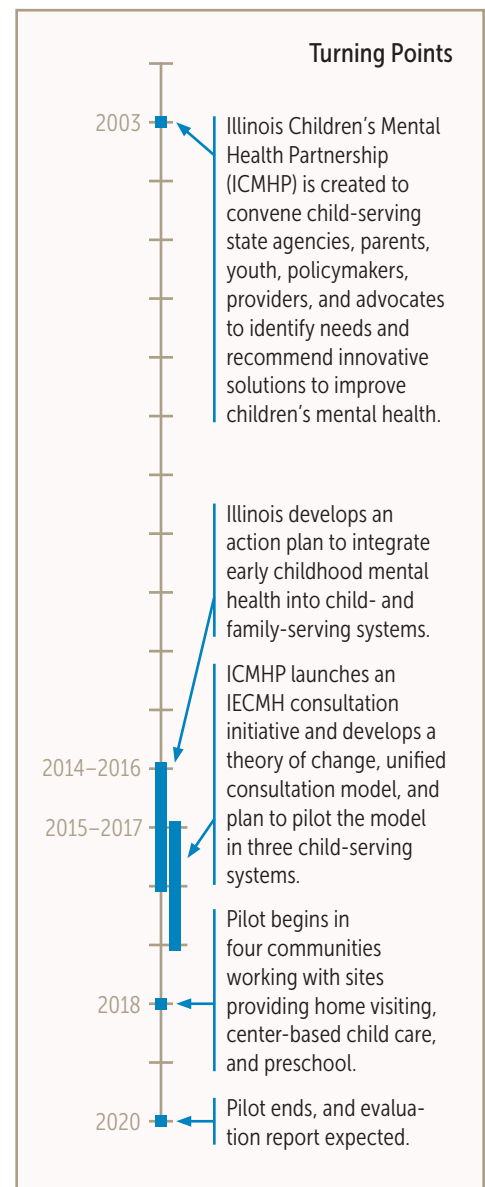 Turning Points
2003
Illinois Children's Mental
Health Partnership
(ICMHP) is created to
convene child-serving
state agencies, parents,
youth, policymakers,
providers, and advocates
to identify needs and
recommend innovative
solutions to improve
children's mental health.
2014–2016
Illinois develops an
action plan to integrate
early childhood mental
health into child- and
family-serving systems.
2015–2017
ICMHP launches an
IECMH consultation
initiative and develops a
theory of change, unified
consultation model, and
plan to pilot the model
in three child-serving
systems.
2018
Pilot begins in
four communities
working with sites
providing home visiting,
center-based child care,
and preschool.
2020
Pilot ends, and evalua-
tion report expected.